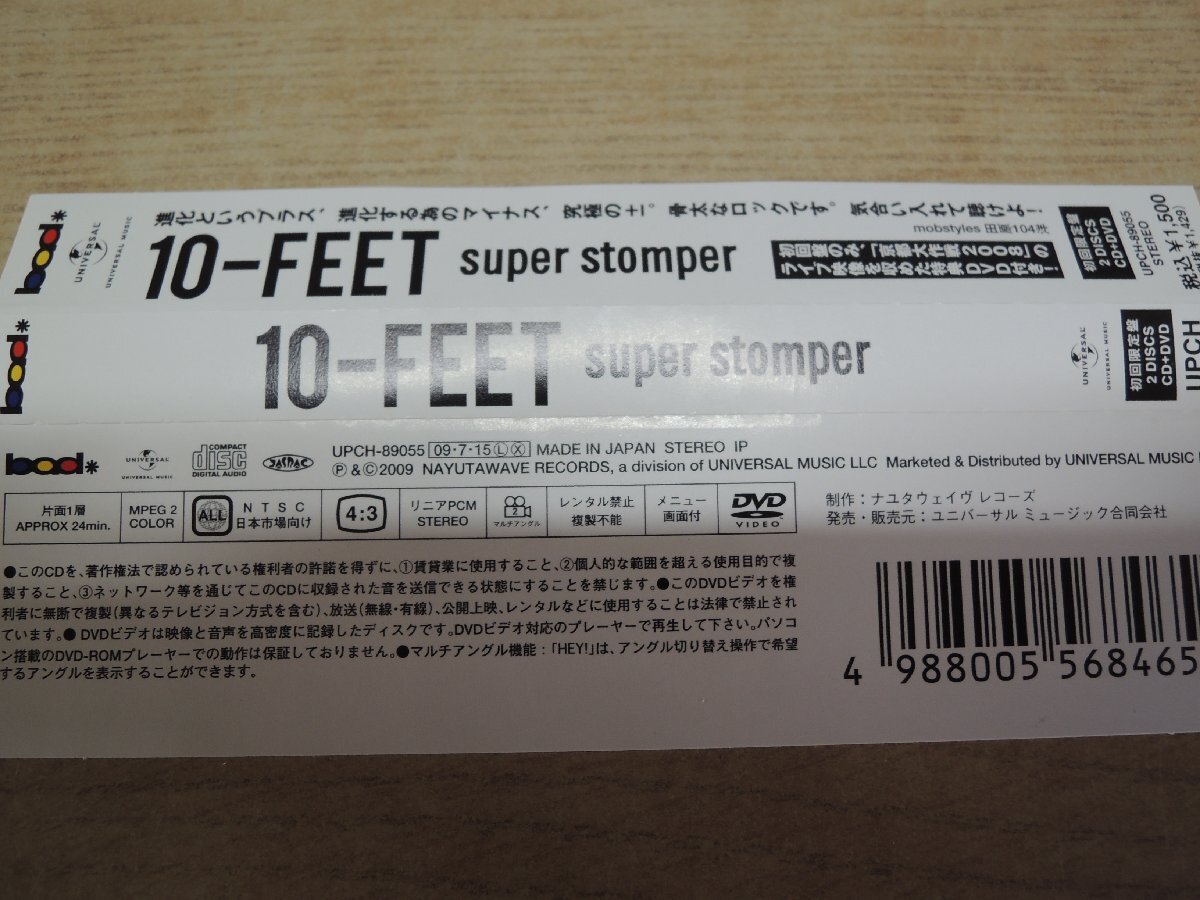 bad*
UNIVERSAL
UNIVERSAL MUSIC
進化というプラス、進化する為のマイナス、究極の±。骨太なロックです。気合い入れて聴けよ!
mobstyles 田原104洋
10-FEET super stomper
初回盤のみ、「京都大作戦2008」の
ライブ映像を収めた特典DVD付き!
初回限定盤
2 DISCS
CD+DVD
UPCH-89055
STEREO
税込¥1,500
¥1,429)
bad*
10-FEET super stomper
UNIVERSAL
UNIVERSAL MUSIC
初回限定盤
2 DISCS
CD+DVD
UPCH
bad*
UNIVERSAL
UNIVERSAL MUSIC
COMPACT
disc
DIGITAL AUDIO
JASRAC
UPCH-89055 09・7・15 Ⓛ Ⓧ MADE IN JAPAN STEREO IP
Ⓟ & ©2009 NAYUTAWAVE RECORDS, a division of UNIVERSAL MUSIC LLC Marketed & Distributed by UNIVERSAL MUSIC
片面1層
APPROX 24min.
MPEG 2
COLOR
ALL
NTSC
日本市場向け
4:3
リニアPCM
STEREO
2
マルチアングル
レンタル禁止
複製不能
メニュー
画面付
DVD
VIDEO
制作:ナユタウェイヴ レコーズ
発売・販売元:ユニバーサル ミュージック合同会社
●このCDを、著作権法で認められている権利者の許諾を得ずに、①賃貸業に使用すること、②個人的な範囲を超える使用目的で複
製すること、③ネットワーク等を通じてこのCDに収録された音を送信できる状態にすることを禁じます。●このDVDビデオを権
利者に無断で複製(異なるテレビジョン方式を含む)、放送(無線・有線)、公開上映、レンタルなどに使用することは法律で禁止され
ています。●DVDビデオは映像と音声を高密度に記録したディスクです。DVDビデオ対応のプレーヤーで再生して下さい。パソコ
ン搭載のDVD-ROMプレーヤーでの動作は保証しておりません。●マルチアングル機能:「HEY!」は、アングル切り替え操作で希望
するアングルを表示することができます。
4 988005 568465